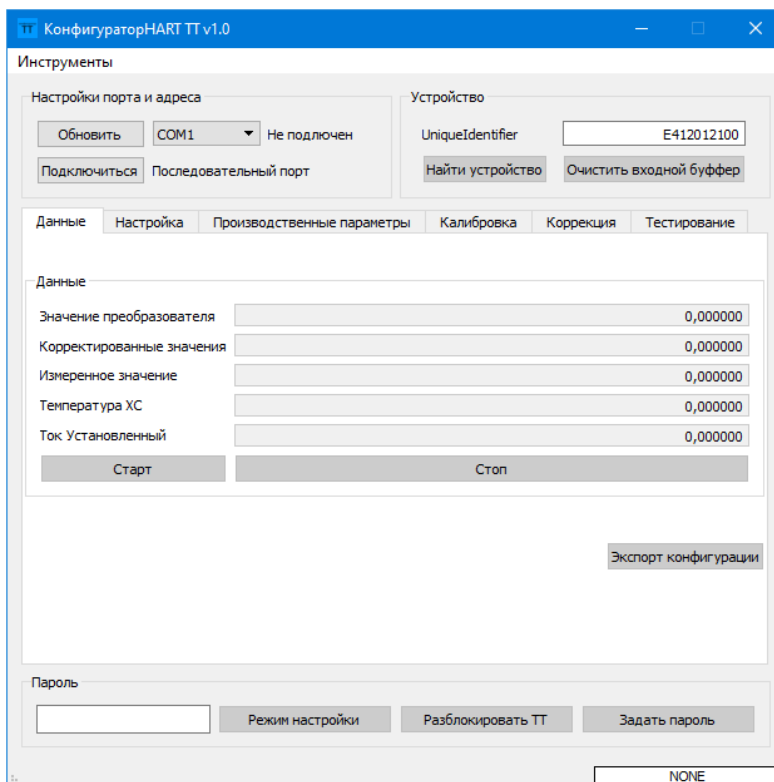 TT КонфигураторHART TT v1.0
Инструменты
Настройки порта и адреса
Устройство
Обновить COM1 Не подлючен
UniqueIdentifier E412012100
Подключиться Последовательный порт
Найти устройство Очистить входной буффер
Данные Настройка Производственные параметры Калибровка Коррекция Тестирование
Данные
Значение преобразователя 0,000000
Корректированные значения 0,000000
Измеренное значение 0,000000
Температура ХС 0,000000
Ток Установленный 0,000000
Старт Стоп
Экспорт конфигурации
Пароль
Режим настройки Разблокировать ТТ Задать пароль
NONE